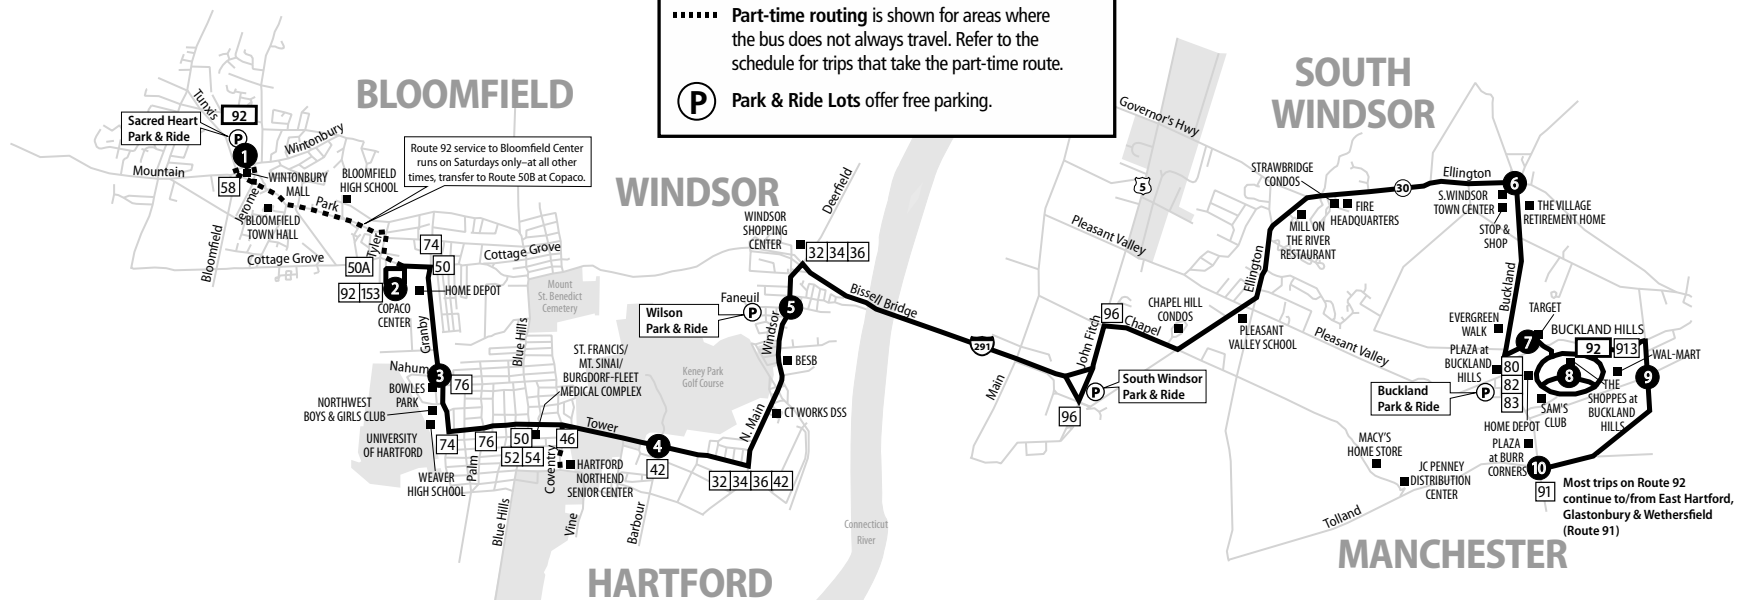 Part-time routing is shown for areas where
the bus does not always travel. Refer to the
schedule for trips that take the part-time route.
P
Park & Ride Lots offer free parking.
BLOOMFIELD
WINDSOR
SOUTH
WINDSOR
HARTFORD
MANCHESTER
Tunxis
92
Sacred Heart
Park & Ride
P
1
Wintonbury
Mountain
58
WINTONBURY
MALL
BLOOMFIELD
HIGH SCHOOL
Route 92 service to Bloomfield Center
runs on Saturdays only–at all other
times, transfer to Route 50B at Copaco.
Jerome
Park
BLOOMFIELD
TOWN HALL
Bloomfield
Cottage Grove
Tyler
74
50A
50
Cottage Grove
92
153
2
HOME DEPOT
COPACO
CENTER
Mount
St. Benedict
Cemetery
Granby
Blue Hills
Nahum
3
76
BOWLES
PARK
NORTHWEST
BOYS & GIRLS CLUB
UNIVERSITY
OF HARTFORD
ST. FRANCIS/
MT. SINAI/
BURGDORF-FLEET
MEDICAL COMPLEX
74
76
50
46
52
54
Tower
Palm
WEAVER
HIGH SCHOOL
Coventry
HARTFORD
NORTHEND
SENIOR CENTER
Blue Hills
Vine
Barbour
4
42
32
34
36
42
Keney Park
Golf Course
N. Main
CT WORKS DSS
BESB
Windsor
Wilson
Park & Ride
Faneuil
P
5
WINDSOR
SHOPPING
CENTER
32
34
36
Deerfield
Bissell Bridge
Connecticut
River
291
Main
96
South Windsor
Park & Ride
P
John Fitch
96
Chapel
CHAPEL HILL
CONDOS
Governor's Hwy
5
Pleasant Valley
PLEASANT
VALLEY SCHOOL
Ellington
Pleasant Valley
STRAWBRIDGE
CONDOS
MILL ON
THE RIVER
RESTAURANT
FIRE
HEADQUARTERS
30
Ellington
6
S.WINDSOR
TOWN CENTER
THE VILLAGE
RETIREMENT HOME
STOP &
SHOP
Buckland
TARGET
EVERGREEN
WALK
BUCKLAND HILLS
7
92
913
WAL-MART
PLAZA at
BUCKLAND
HILLS
80
82
83
8
9
Buckland
Park & Ride
P
THE
SHOPPES at
BUCKLAND
HILLS
SAM'S
CLUB
HOME DEPOT
PLAZA
at BURR
CORNERS
10
91
MACY'S
HOME STORE
JC PENNEY
DISTRIBUTION
CENTER
Tolland
Most trips on Route 92
continue to/from East Hartford,
Glastonbury & Wethersfield
(Route 91)